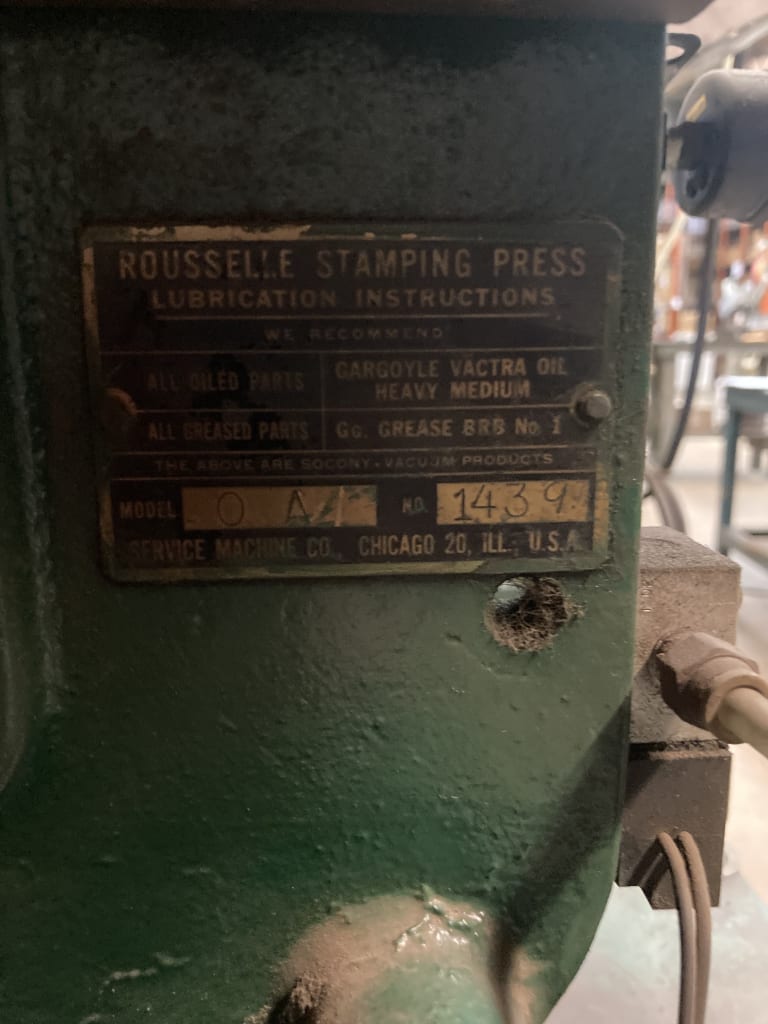 ROUSSELLE STAMPING PRESS
LUBRICATION INSTRUCTIONS
WE RECOMMEND
ALL OILED PARTS GARGOYLE VACTRA OIL HEAVY MEDIUM
ALL GREASED PARTS Gg. GREASE BRB No 1
THE ABOVE ARE SOCONY-VACUUM PRODUCTS
MODEL O A NO. 1439
SERVICE MACHINE CO., CHICAGO 20, ILL., U.S.A.